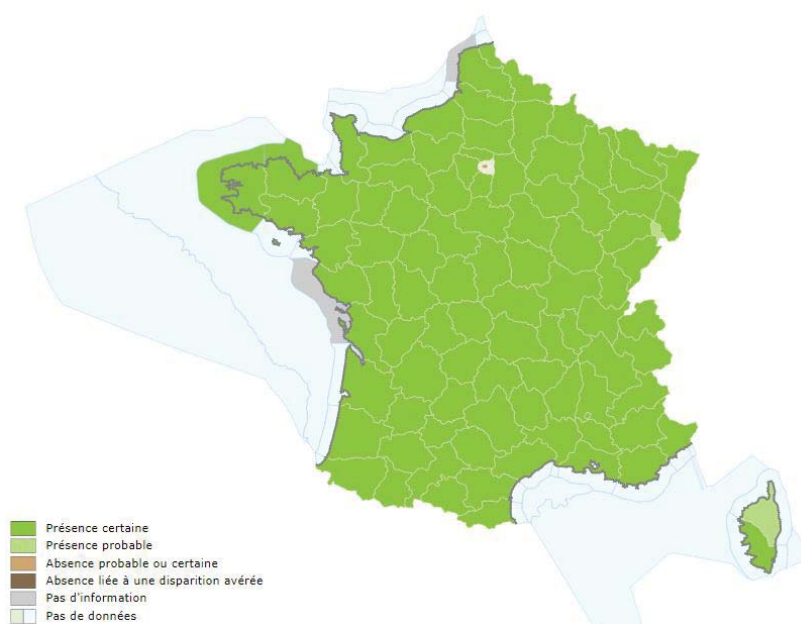 Présence certaine
Présence probable
Absence probable ou certaine
Absence liée à une disparition avérée
Pas d'information
Pas de données